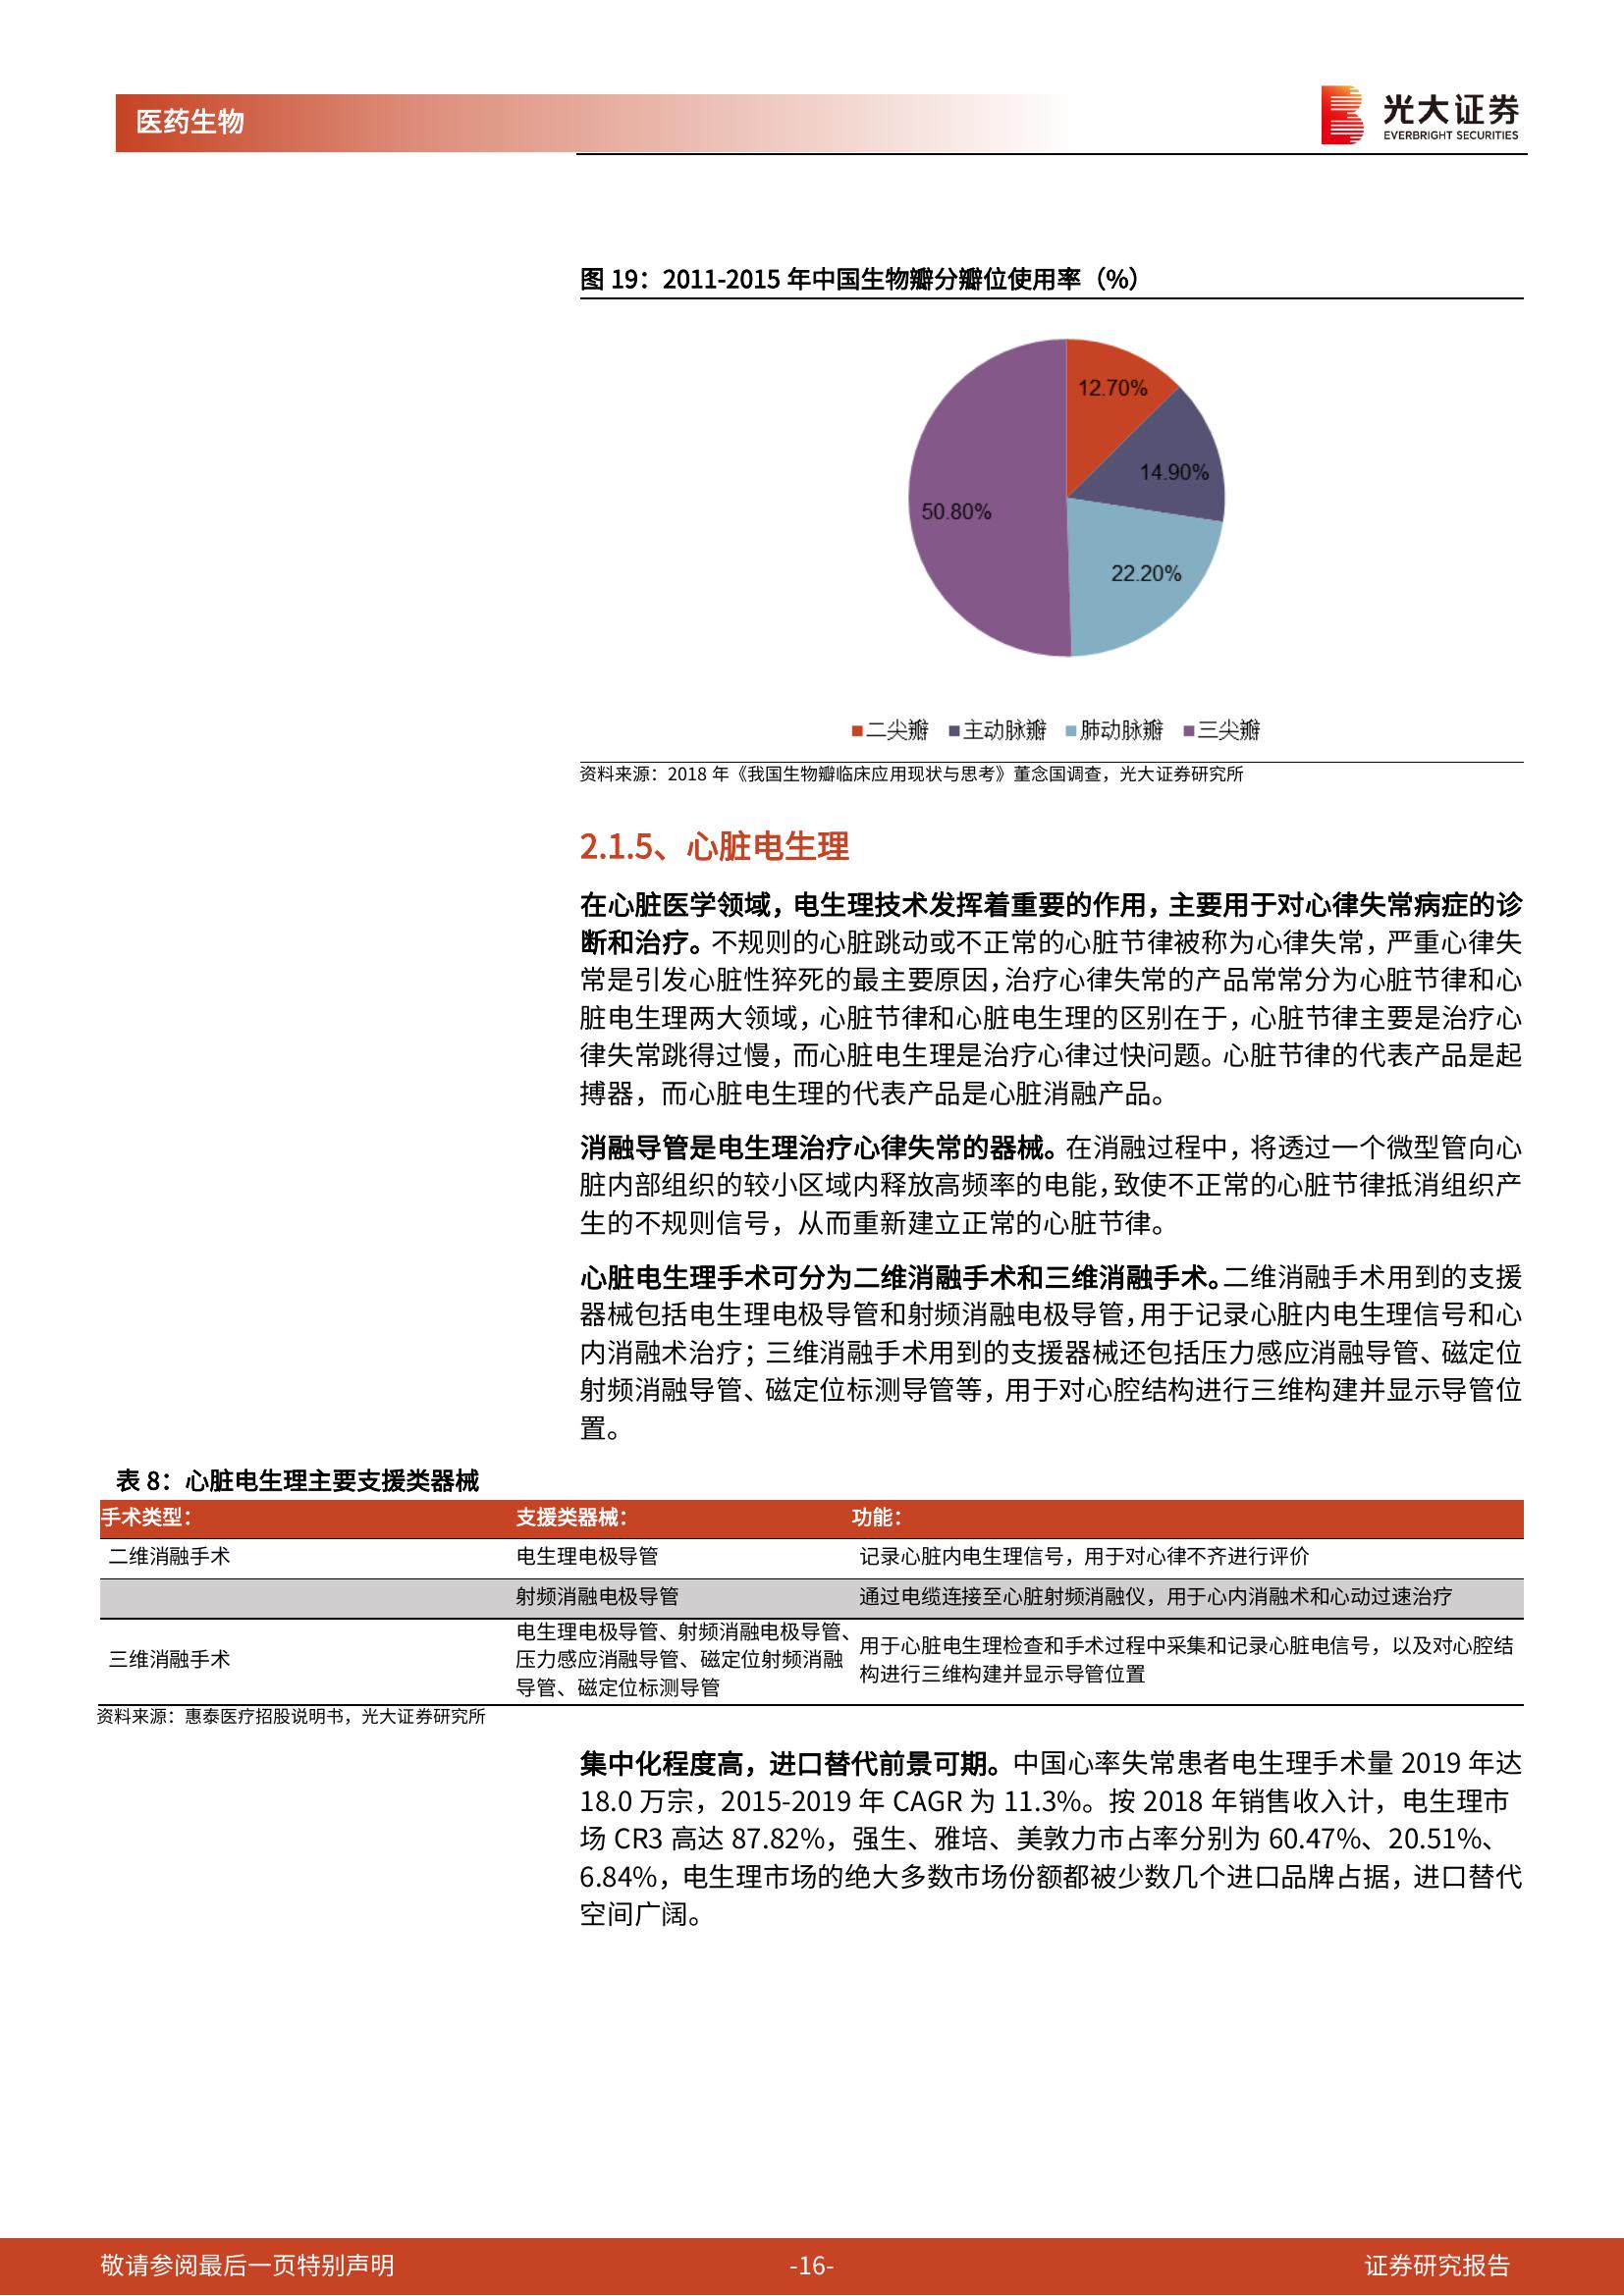 医药生物
光大证券
EVERBRIGHT SECURITIES
图 19：2011-2015 年中国生物瓣分瓣位使用率（%）
12.70%
14.90%
50.80%
22.20%
二尖瓣 主动脉瓣 肺动脉瓣 三尖瓣
资料来源：2018 年《我国生物瓣临床应用现状与思考》董念国调查，光大证券研究所
2.1.5、心脏电生理
在心脏医学领域，电生理技术发挥着重要的作用，主要用于对心律失常病症的诊
断和治疗。不规则的心脏跳动或不正常的心脏节律被称为心律失常，严重心律失
常是引发心脏性猝死的最主要原因，治疗心律失常的产品常常分为心脏节律和心
脏电生理两大领域，心脏节律和心脏电生理的区别在于，心脏节律主要是治疗心
律失常跳得过慢，而心脏电生理是治疗心律过快问题。心脏节律的代表产品是起
搏器，而心脏电生理的代表产品是心脏消融产品。
消融导管是电生理治疗心律失常的器械。在消融过程中，将透过一个微型管向心
脏内部组织的较小区域内释放高频率的电能，致使不正常的心脏节律抵消组织产
生的不规则信号，从而重新建立正常的心脏节律。
心脏电生理手术可分为二维消融手术和三维消融手术。二维消融手术用到的支援
器械包括电生理电极导管和射频消融电极导管，用于记录心脏内电生理信号和心
内消融术治疗；三维消融手术用到的支援器械还包括压力感应消融导管、磁定位
射频消融导管、磁定位标测导管等，用于对心腔结构进行三维构建并显示导管位
置。
表 8：心脏电生理主要支援类器械
手术类型： 支援类器械： 功能：
二维消融手术 电生理电极导管 记录心脏内电生理信号，用于对心律不齐进行评价
射频消融电极导管 通过电缆连接至心脏射频消融仪，用于心内消融术和心动过速治疗
三维消融手术
电生理电极导管、射频消融电极导管、
压力感应消融导管、磁定位射频消融
导管、磁定位标测导管
用于心脏电生理检查和手术过程中采集和记录心脏电信号，以及对心腔结
构进行三维构建并显示导管位置
资料来源：惠泰医疗招股说明书，光大证券研究所
集中化程度高，进口替代前景可期。中国心率失常患者电生理手术量 2019 年达
18.0 万宗，2015-2019 年 CAGR 为 11.3%。按 2018 年销售收入计，电生理市
场 CR3 高达 87.82%，强生、雅培、美敦力市占率分别为 60.47%、20.51%、
6.84%，电生理市场的绝大多数市场份额都被少数几个进口品牌占据，进口替代
空间广阔。
敬请参阅最后一页特别声明 -16- 证券研究报告